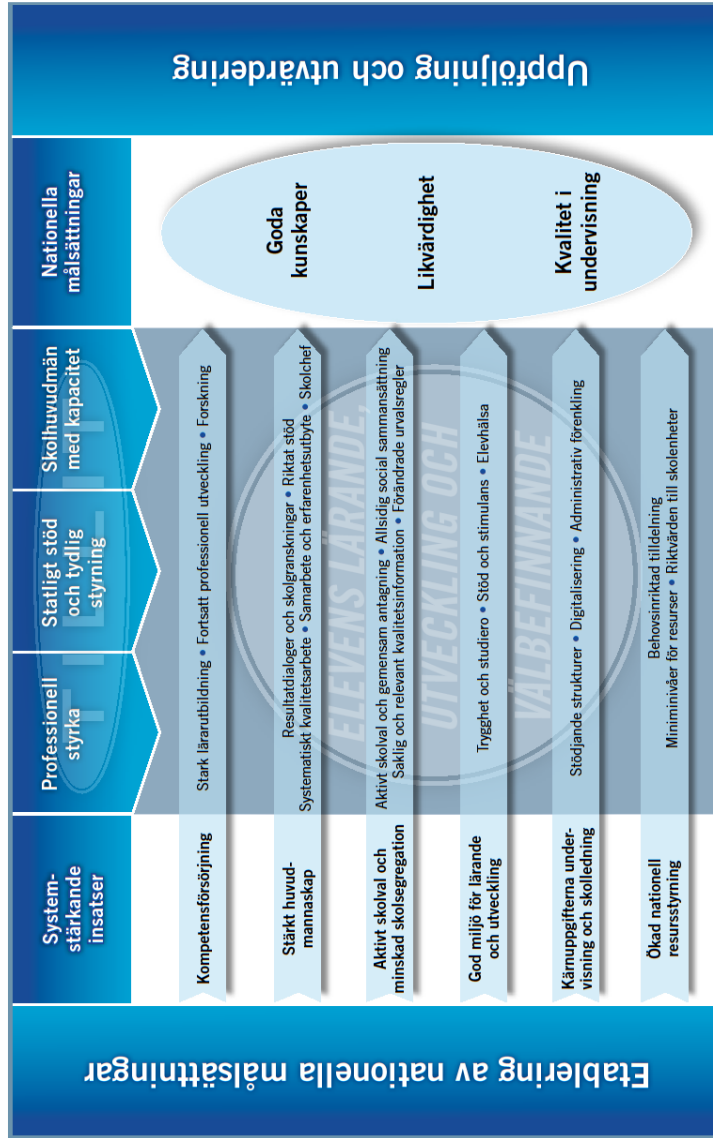 Etablering av nationella målsättningar
System-
stärkande
insatser
Professionell
styrka
Statligt stöd
och tydlig
styrning
Skolhuvudmän
med kapacitet
Nationella
målsättningar
Kompetensförsörjning
Stark lärarutbildning • Fortsatt professionell utveckling • Forskning
Stärkt huvud-
mannaskap
Resultatdialoger och skolgranskningar • Riktat stöd
Systematiskt kvalitetsarbete • Samarbete och erfarenhetsutbyte • Skolchef
Aktivt skolval och
minskad skolsegregation
Aktivt skolval och gemensam antagning • Allsidig social sammansättning
Saklig och relevant kvalitetsinformation • Förändrade urvalsregler
God miljö för lärande
och utveckling
Trygghet och studiero • Stöd och stimulans • Elevhälsa
Kärnuppgifterna under-
visning och skolledning
Stödjande strukturer • Digitalisering • Administrativ förenkling
Ökad nationell
resursstyrning
Behovsinriktad tilldelning
Miniminivåer för resurser • Riktvärden till skolenheter
ELEVENS LÄRANDE,
UTVECKLING OCH
VÄLBEFINNANDE
Goda
kunskaper
Likvärdighet
Kvalitet i
undervisning
Uppföljning och utvärdering